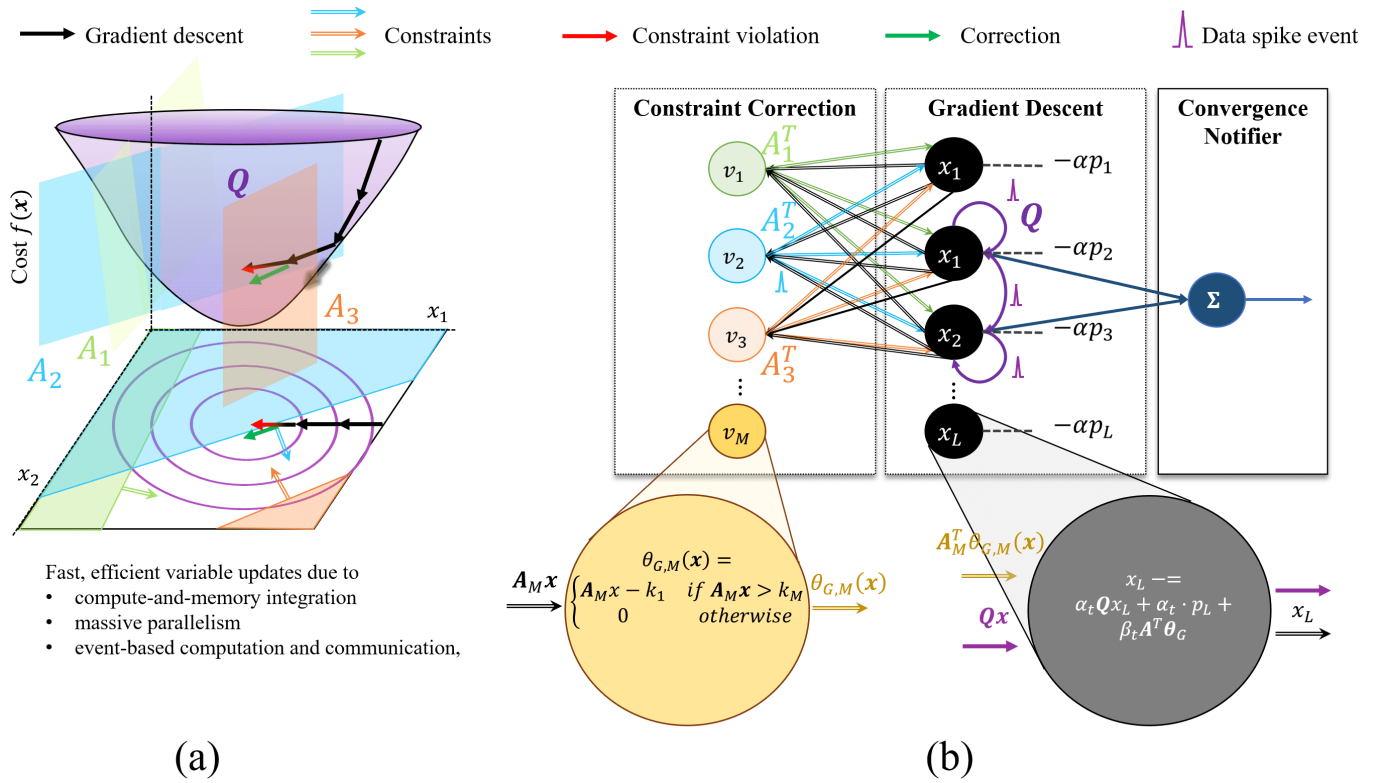 Gradient descent
Constraints
Constraint violation
Correction
Data spike event
Cost f(x)
Q
x_1
A_3
A_1
A_2
x_2
Fast, efficient variable updates due to
• compute-and-memory integration
• massive parallelism
• event-based computation and communication,
(a)
Constraint Correction
Gradient Descent
Convergence
Notifier
v_1
A_1^T
x_1
−αp_1
v_2
A_2^T
x_1
Q
−αp_2
Σ
v_3
A_3^T
x_2
−αp_3
⋮
⋮
v_M
x_L
−αp_L
A_M x
θ_{G,M}(x) =
{A_M x − k_1 if A_M x > k_M
0 otherwise
θ_{G,M}(x)
A_M^T θ_{G,M}(x)
Qx
x_L −=
α_t Qx_L + α_t · p_L +
β_t A^T θ_G
x_L
(b)